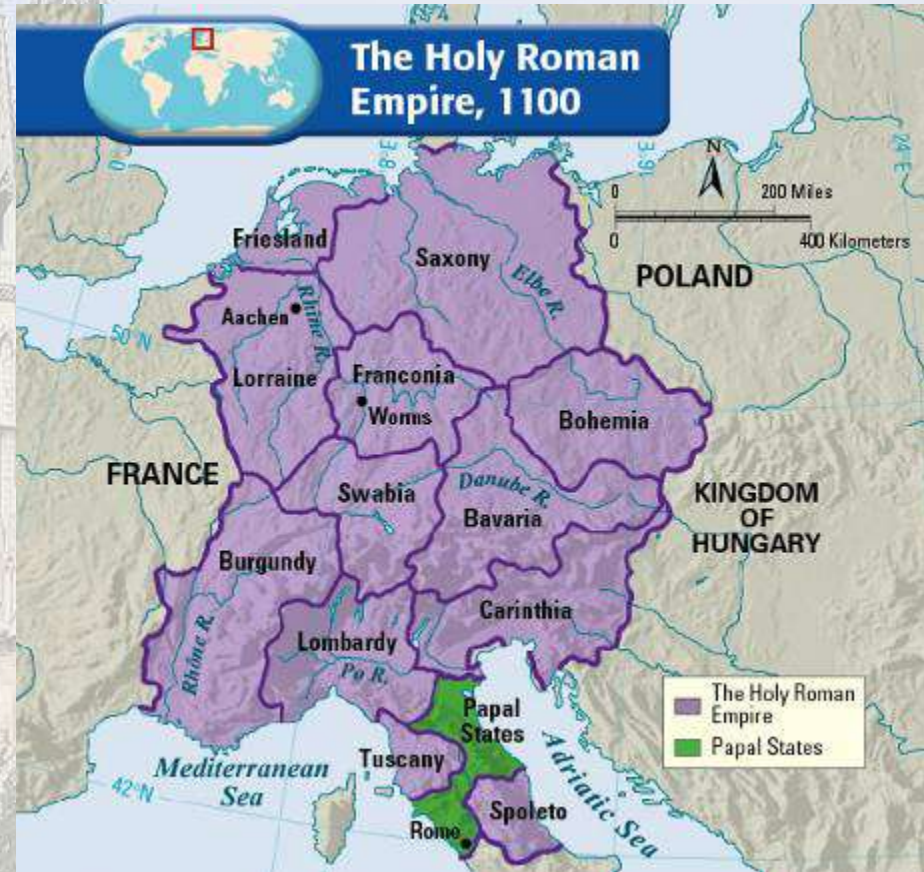 The Holy Roman
Empire, 1100
N
0
200 Miles
0
400 Kilometers
0°
8°E
16°E
24°E
Friesland
Saxony
Elbe R.
POLAND
Aachen
Rhine R.
50°N
Lorraine
Franconia
Worms
Bohemia
FRANCE
Swabia
Danube R.
Bavaria
KINGDOM
OF
HUNGARY
Burgundy
Carinthia
Rhône R.
Lombardy
Po R.
Papal
States
The Holy Roman
Empire
Papal States
Tuscany
Mediterranean
Sea
Adriatic Sea
42°N
Spoleto
Rome